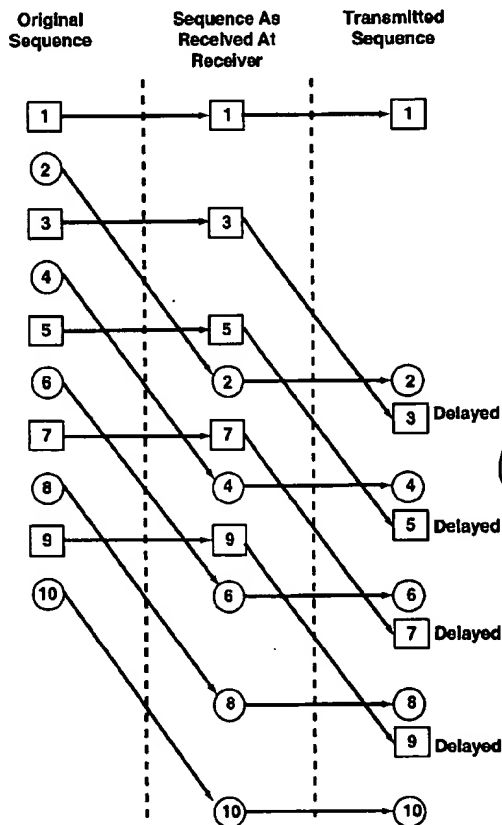 Original Sequence
Sequence As Received At Receiver
Transmitted Sequence
1 1 1
2
3 3
4
5 5
6 2 2
3 Delayed
7 7
8 4 4
5 Delayed
9 9
10 6 6
7 Delayed
8 8
9 Delayed
10 10